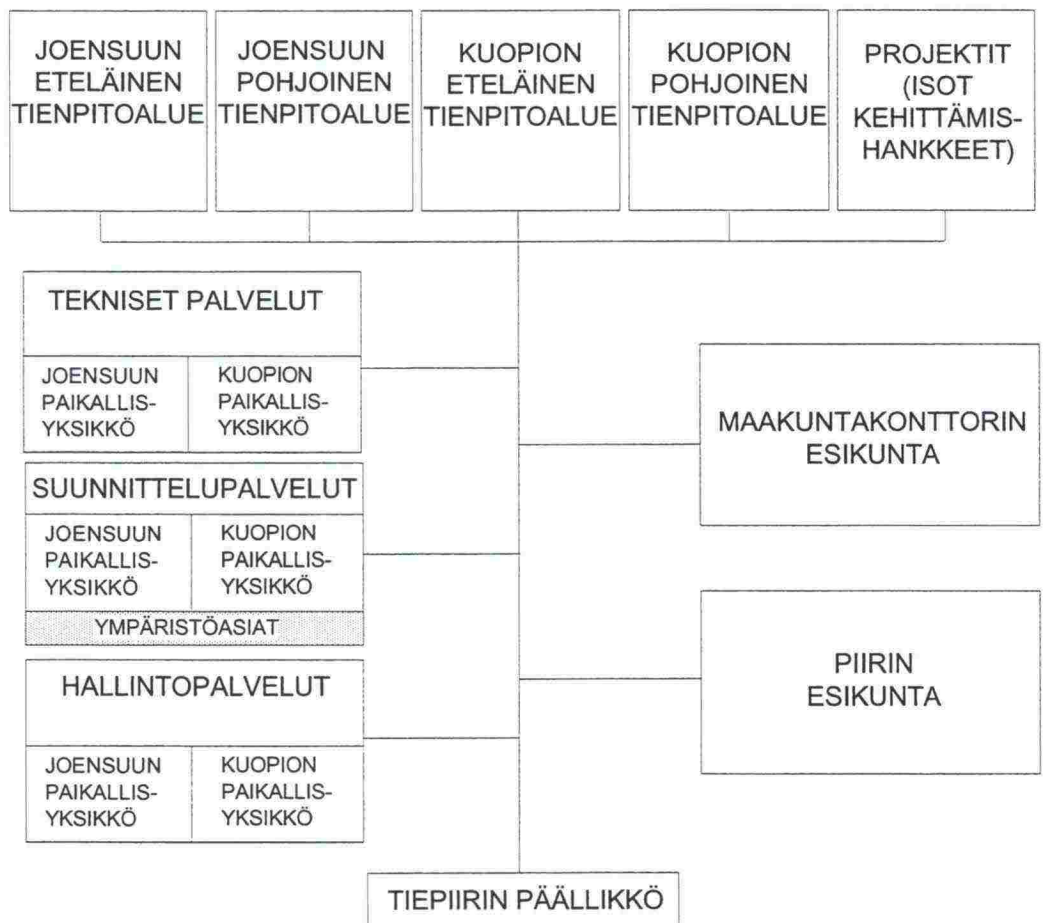 JOENSUUN
ETELÄINEN
TIENPITOALUE
JOENSUUN
POHJOINEN
TIENPITOALUE
KUOPION
ETELÄINEN
TIENPITOALUE
KUOPION
POHJOINEN
TIENPITOALUE
PROJEKTIT
(ISOT
KEHITTÄMIS-
HANKKEET)
TEKNISET PALVELUT
JOENSUUN
PAIKALLIS-
YKSIKKÖ
KUOPION
PAIKALLIS-
YKSIKKÖ
MAAKUNTAKONTTORIN
ESIKUNTA
SUUNNITTELUPALVELUT
JOENSUUN
PAIKALLIS-
YKSIKKÖ
KUOPION
PAIKALLIS-
YKSIKKÖ
YMPÄRISTÖASIAT
PIIRIN
ESIKUNTA
HALLINTOPALVELUT
JOENSUUN
PAIKALLIS-
YKSIKKÖ
KUOPION
PAIKALLIS-
YKSIKKÖ
TIEPIIRIN PÄÄLLIKKÖ